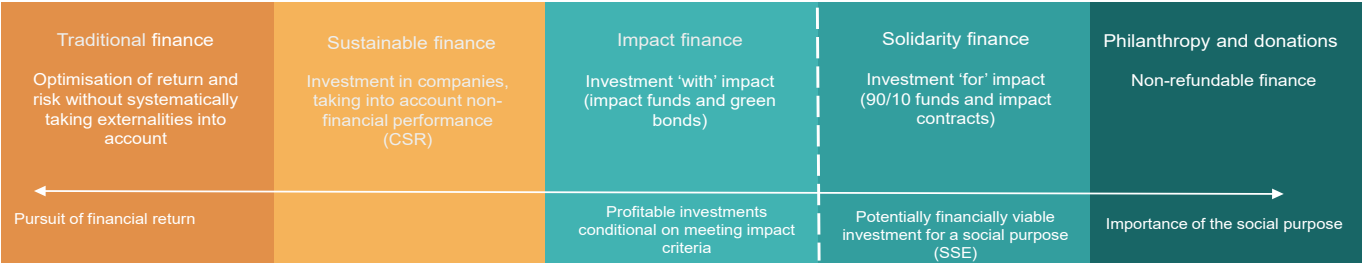 Traditional finance
Optimisation of return and
risk without systematically
taking externalities into
account
Sustainable finance
Investment in companies,
taking into account non-
financial performance
(CSR)
Impact finance
Investment ‘with’ impact
(impact funds and green
bonds)
Solidarity finance
Investment ‘for’ impact
(90/10 funds and impact
contracts)
Philanthropy and donations
Non-refundable finance
Pursuit of financial return
Profitable investments
conditional on meeting impact
criteria
Potentially financially viable
investment for a social purpose
(SSE)
Importance of the social purpose